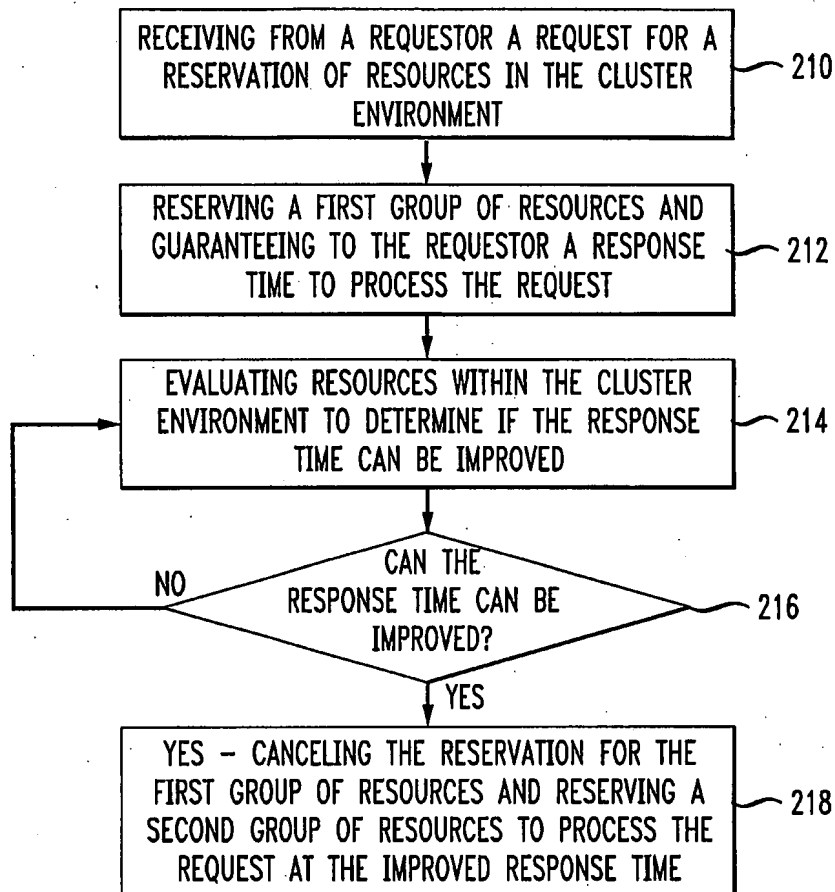 RECEIVING FROM A REQUESTOR A REQUEST FOR A
RESERVATION OF RESOURCES IN THE CLUSTER
ENVIRONMENT
210
RESERVING A FIRST GROUP OF RESOURCES AND
GUARANTEEING TO THE REQUESTOR A RESPONSE
TIME TO PROCESS THE REQUEST
212
EVALUATING RESOURCES WITHIN THE CLUSTER
ENVIRONMENT TO DETERMINE IF THE RESPONSE
TIME CAN BE IMPROVED
214
NO
CAN THE
RESPONSE TIME CAN BE
IMPROVED?
216
YES
YES – CANCELING THE RESERVATION FOR THE
FIRST GROUP OF RESOURCES AND RESERVING A
SECOND GROUP OF RESOURCES TO PROCESS THE
REQUEST AT THE IMPROVED RESPONSE TIME
218